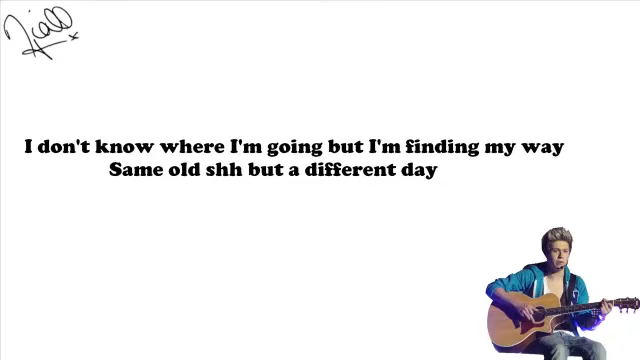 Niall x
I don't know where I'm going but I'm finding my way
Same old shh but a different day